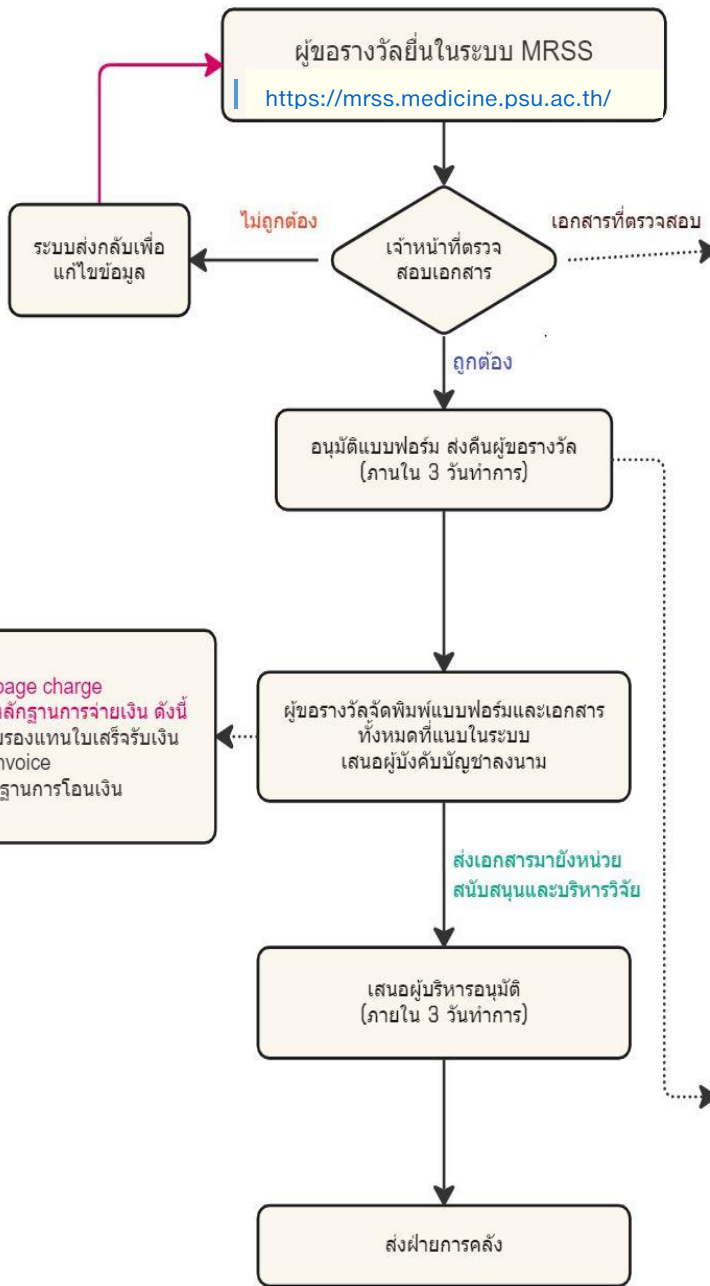 ผู้ขอรางวัลยื่นในระบบ MRSS
https://mrss.medicine.psu.ac.th/
ไม่ถูกต้อง
เอกสารที่ตรวจสอบ
ระบบส่งกลับเพื่อ
แก้ไขข้อมูล
เจ้าหน้าที่ตรวจ
สอบเอกสาร
ถูกต้อง
อนุมัติแบบฟอร์ม ส่งคืนผู้ขอรางวัล
(ภานใน 3 วันทำการ)
page charge
หลักฐานการจ่ายเงิน ดังนี้
บรองแทนใบเสร็จรับเงิน
nvoice
ฐานการโอนเงิน
ผู้ขอรางวัลจัดพิมพ์แบบฟอร์มและเอกสาร
ทั้งหมดที่แนบในระบบ
เสนอผู้บังคับบัญชาลงนาม
ส่งเอกสารมายังหน่วย
สนับสนุนและบริหารวิจัย
เสนอผู้บริหารอนุมัติ
(ภายใน 3 วันทำการ)
ส่งฝ่ายการคลัง